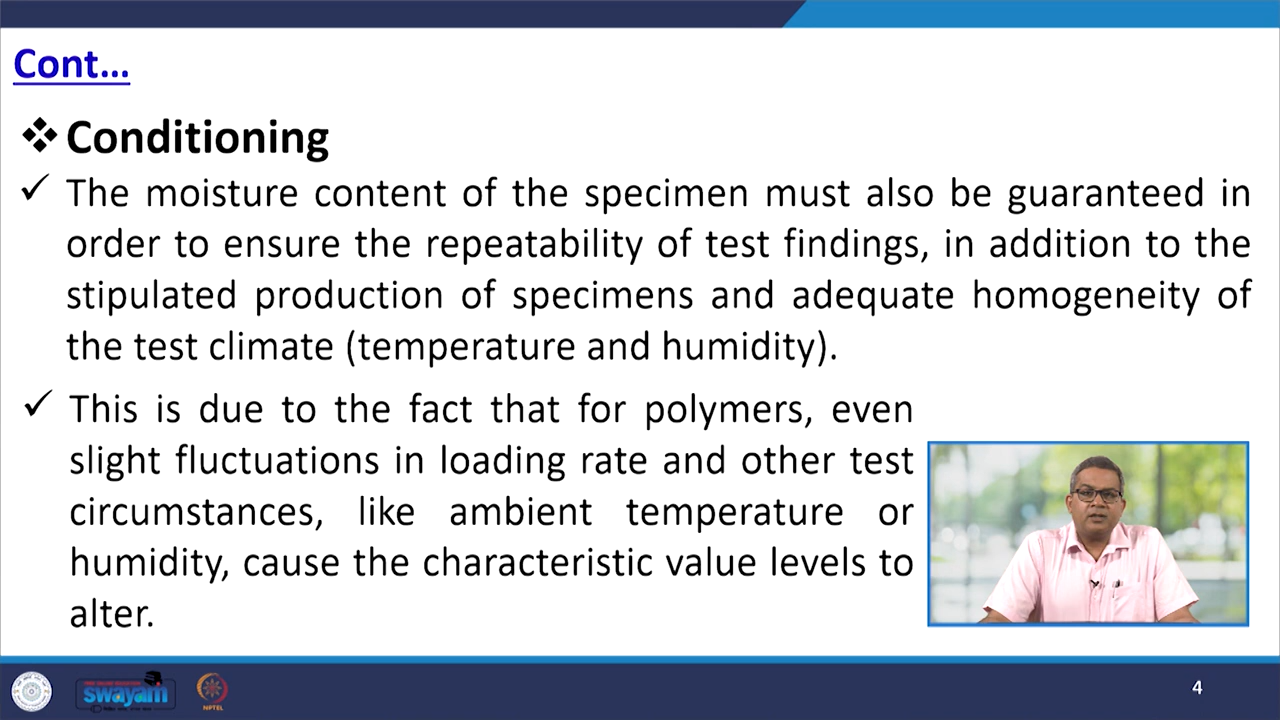 Cont...
❖ Conditioning
✓ The moisture content of the specimen must also be guaranteed in
order to ensure the repeatability of test findings, in addition to the
stipulated production of specimens and adequate homogeneity of
the test climate (temperature and humidity).
✓ This is due to the fact that for polymers, even
slight fluctuations in loading rate and other test
circumstances, like ambient temperature or
humidity, cause the characteristic value levels to
alter.
swayam
NPTEL
4